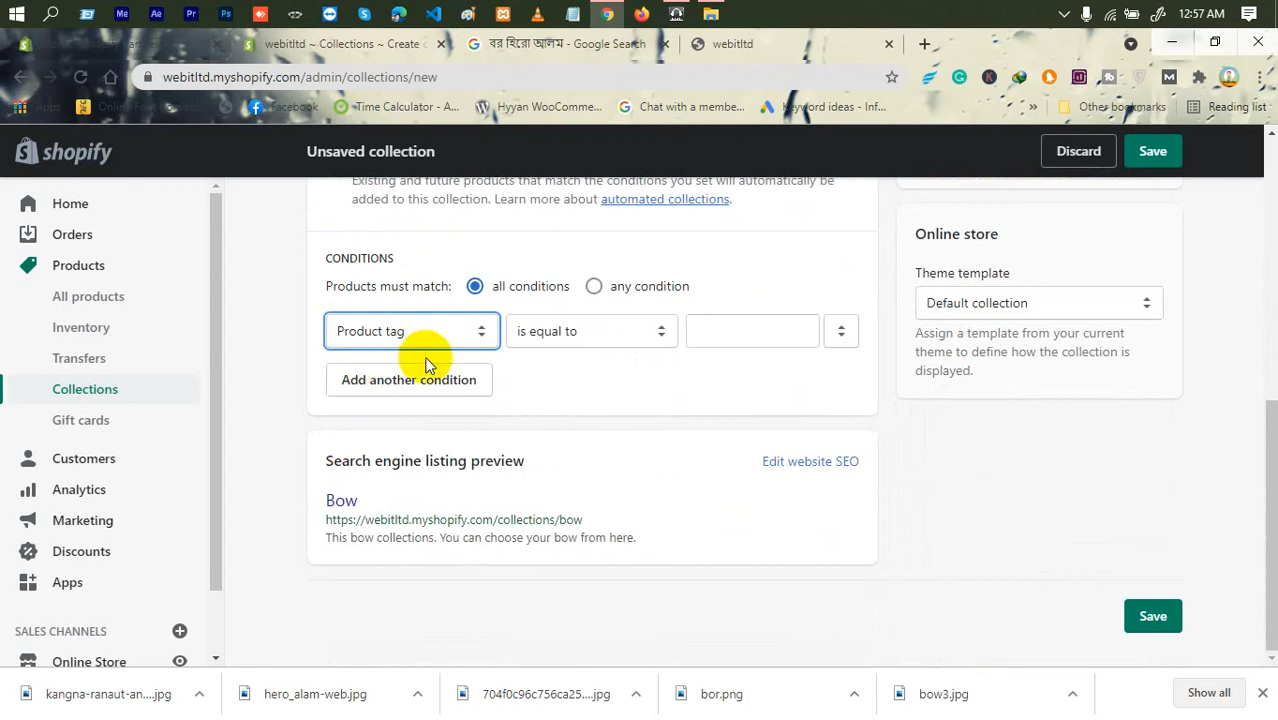 12:57 AM
webitltd ~ Collections ~ Create c
বর হিরো আলম - Google Search
webitltd
webitltd.myshopify.com/admin/collections/new
Apps
Facebook
Time Calculator - A...
Hyyan WooComme...
Chat with a membe...
Keyword ideas - Inf...
»
Other bookmarks
Reading list
shopify
Unsaved collection
Discard
Save
Home
Orders
Products
All products
Inventory
Transfers
Collections
Gift cards
Customers
Analytics
Marketing
Discounts
Apps
SALES CHANNELS
Online Store
Existing and future products that match the conditions you set will automatically be
added to this collection. Learn more about automated collections.
CONDITIONS
Products must match: all conditions any condition
Product tag is equal to
Add another condition
Search engine listing preview
Edit website SEO
Bow
https://webitltd.myshopify.com/collections/bow
This bow collections. You can choose your bow from here.
Online store
Theme template
Default collection
Assign a template from your current
theme to define how the collection is
displayed.
Save
kangna-ranaut-an....jpg
hero_alam-web.jpg
704f0c96c756ca25....jpg
bor.png
bow3.jpg
Show all